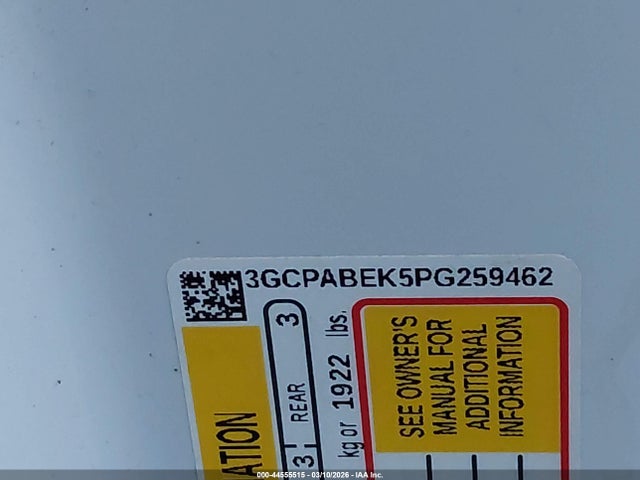 3GCPABEK5PG259462
ATION
REAR 3
3
kg or 1922 lbs.
SEE OWNER'S
MANUAL FOR
ADDITIONAL
INFORMATION
000-44555515 - 03/10/2026 - IAA Inc.